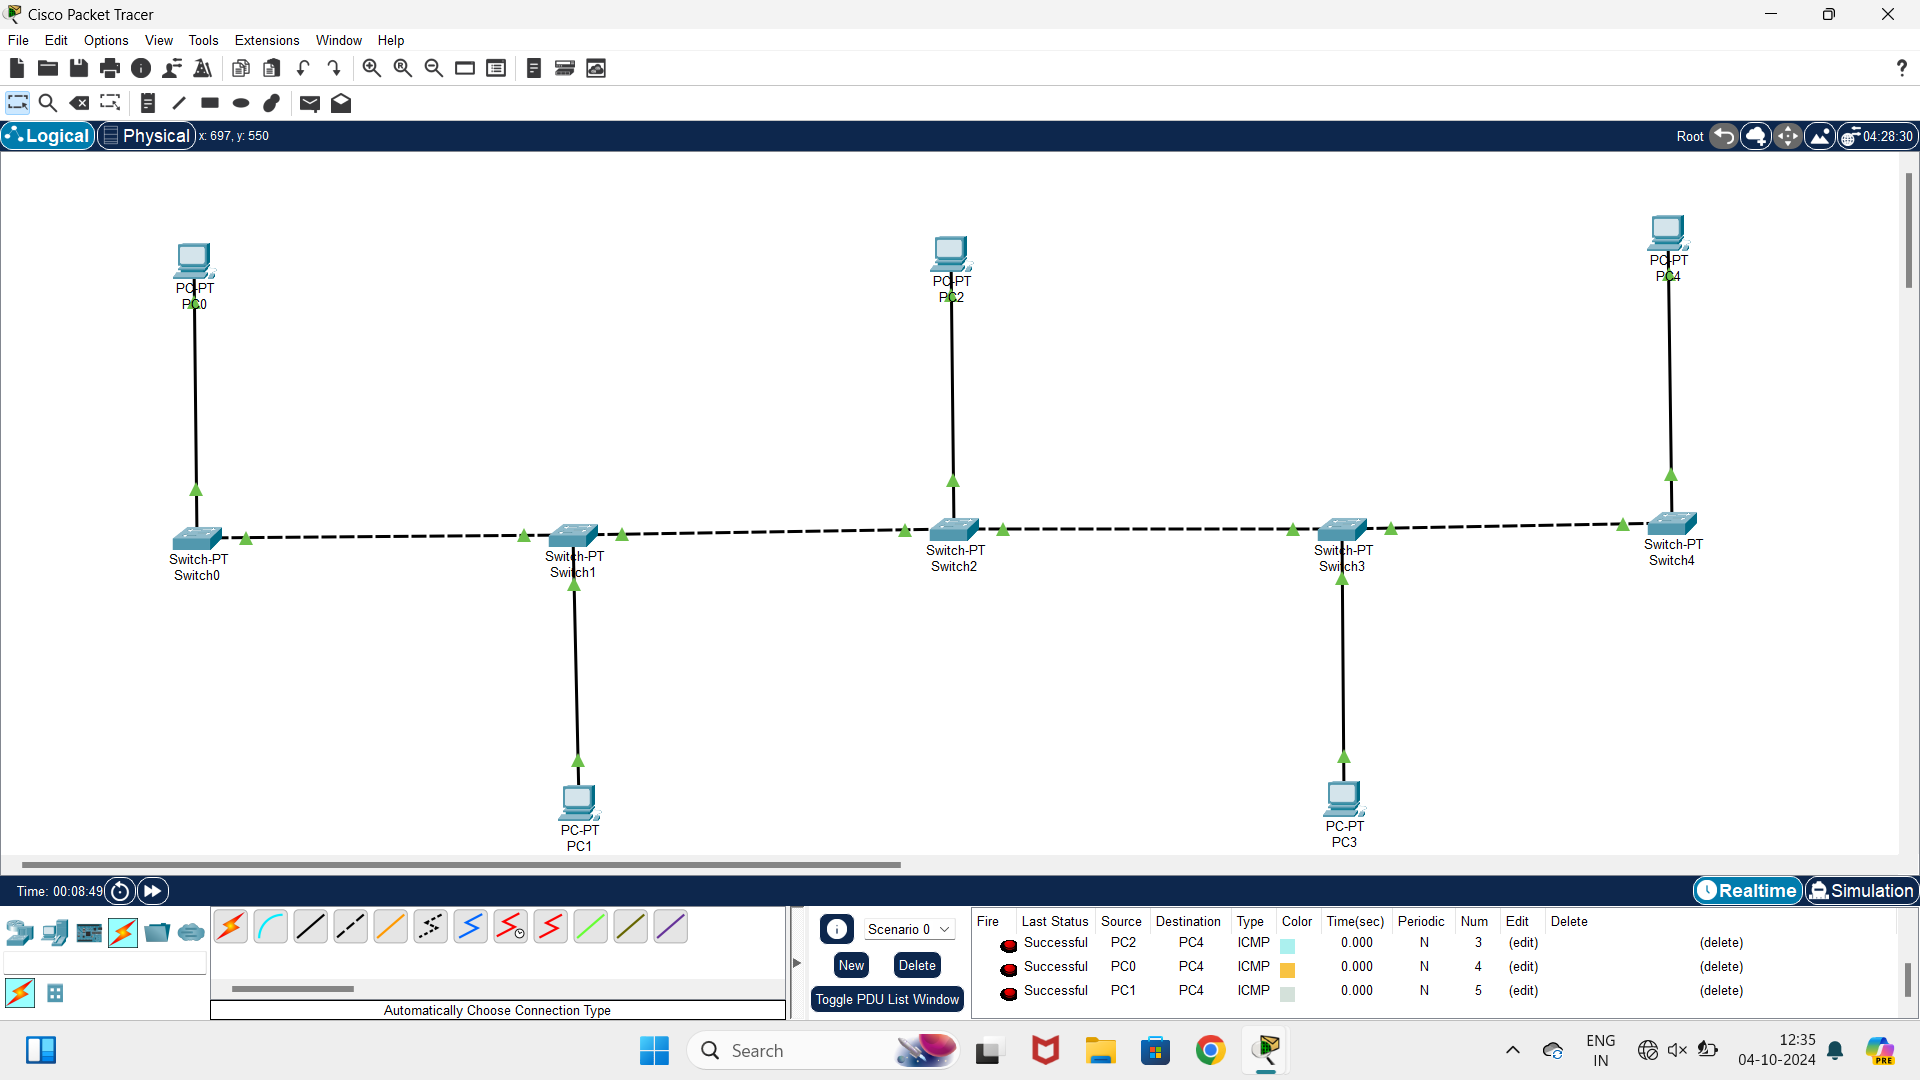 Cisco Packet Tracer
File Edit Options View Tools Extensions Window Help
Logical Physical x: 697, y: 550 Root 04:28:30
PC-PT
PC0
PC-PT
PC2
PC-PT
PC4
Switch-PT
Switch0
Switch-PT
Switch1
Switch-PT
Switch2
Switch-PT
Switch3
Switch-PT
Switch4
PC-PT
PC1
PC-PT
PC3
Time: 00:08:49 Realtime Simulation
Scenario 0
New Delete
Toggle PDU List Window
Automatically Choose Connection Type
Fire Last Status Source Destination Type Color Time(sec) Periodic Num Edit Delete
Successful PC2 PC4 ICMP 0.000 N 3 (edit) (delete)
Successful PC0 PC4 ICMP 0.000 N 4 (edit) (delete)
Successful PC1 PC4 ICMP 0.000 N 5 (edit) (delete)
Search
ENG
IN
12:35
04-10-2024
PRE